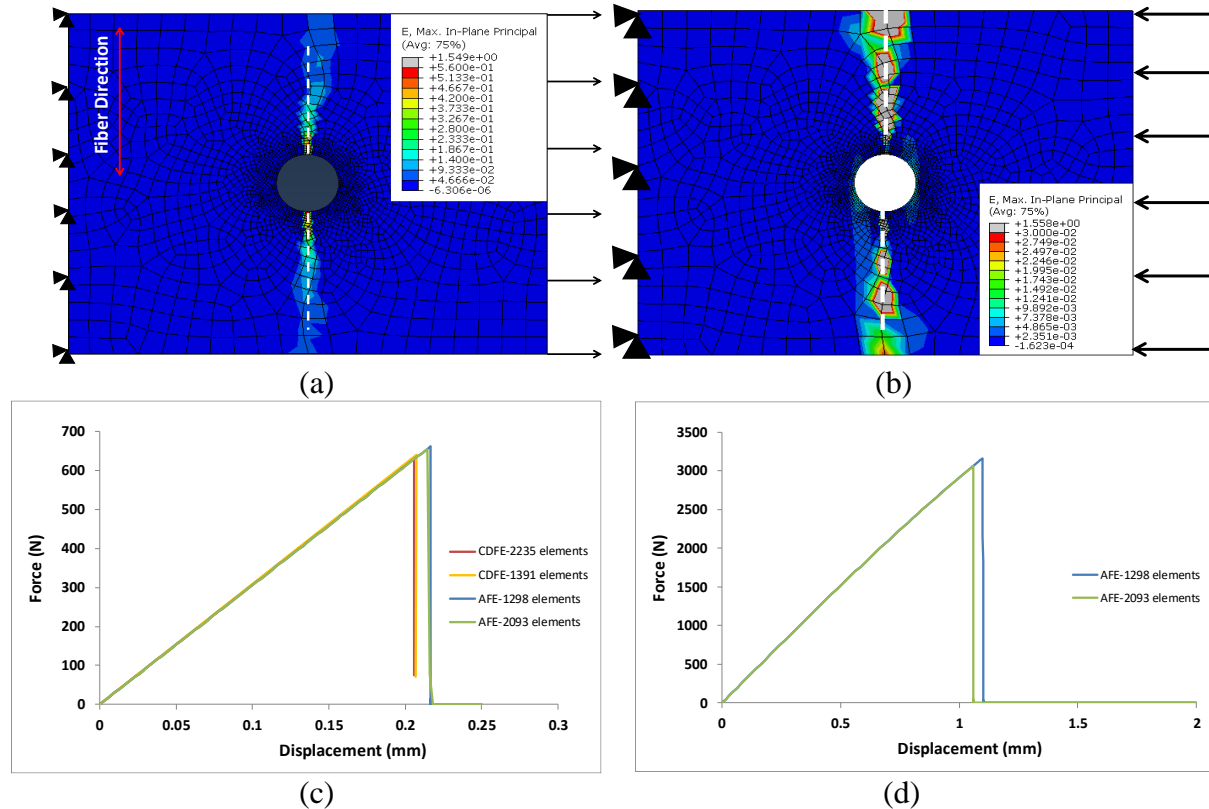 Fiber Direction
E, Max. In-Plane Principal
(Avg: 75%)
+1.549e+00
+5.600e-01
+5.133e-01
+4.667e-01
+4.200e-01
+3.733e-01
+3.267e-01
+2.800e-01
+2.333e-01
+1.867e-01
+1.400e-01
+9.333e-02
+4.666e-02
-6.306e-06
E, Max. In-Plane Principal
(Avg: 75%)
+1.558e+00
+3.000e-02
+2.749e-02
+2.497e-02
+2.246e-02
+1.995e-02
+1.743e-02
+1.492e-02
+1.241e-02
+9.892e-03
+7.378e-03
+4.865e-03
+2.351e-03
-1.623e-04
(a)
(b)
700
600
500
400
300
200
100
0
Force (N)
0 0.05 0.1 0.15 0.2 0.25 0.3
Displacement (mm)
CDFE-2235 elements
CDFE-1391 elements
AFE-1298 elements
AFE-2093 elements
3500
3000
2500
2000
1500
1000
500
0
Force (N)
0 0.5 1 1.5 2
Displacement (mm)
AFE-1298 elements
AFE-2093 elements
(c)
(d)